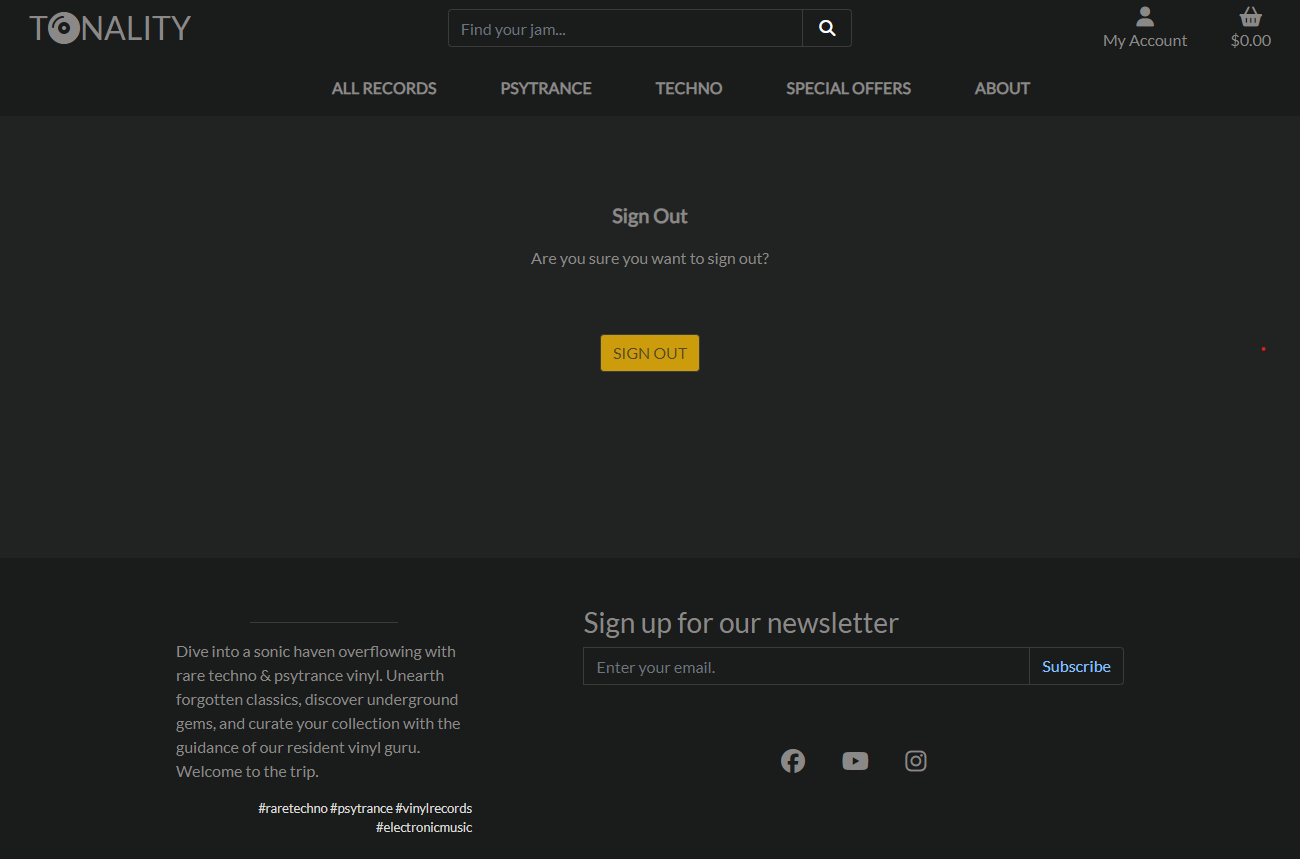 TONALITY
Find your jam...
My Account
$0.00
ALL RECORDS
PSYTRANCE
TECHNO
SPECIAL OFFERS
ABOUT
Sign Out
Are you sure you want to sign out?
SIGN OUT
Dive into a sonic haven overflowing with
rare techno & psytrance vinyl. Unearth
forgotten classics, discover underground
gems, and curate your collection with the
guidance of our resident vinyl guru.
Welcome to the trip.
#raretechno #psytrance #vinylrecords
#electronicmusic
Sign up for our newsletter
Enter your email.
Subscribe